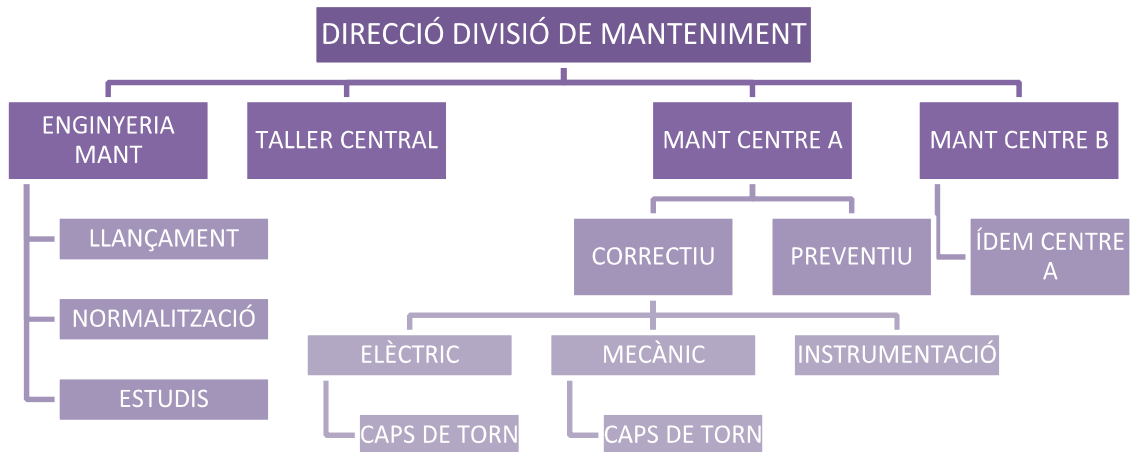 DIRECCIÓ DIVISIÓ DE MANTENIMENT
ENGINYERIA
MANT
TALLER CENTRAL
MANT CENTRE A
MANT CENTRE B
LLANÇAMENT
NORMALITZACIÓ
ESTUDIS
CORRECTIU
PREVENTIU
ÍDEM CENTRE
A
ELÈCTRIC
MECÀNIC
INSTRUMENTACIÓ
CAPS DE TORN
CAPS DE TORN